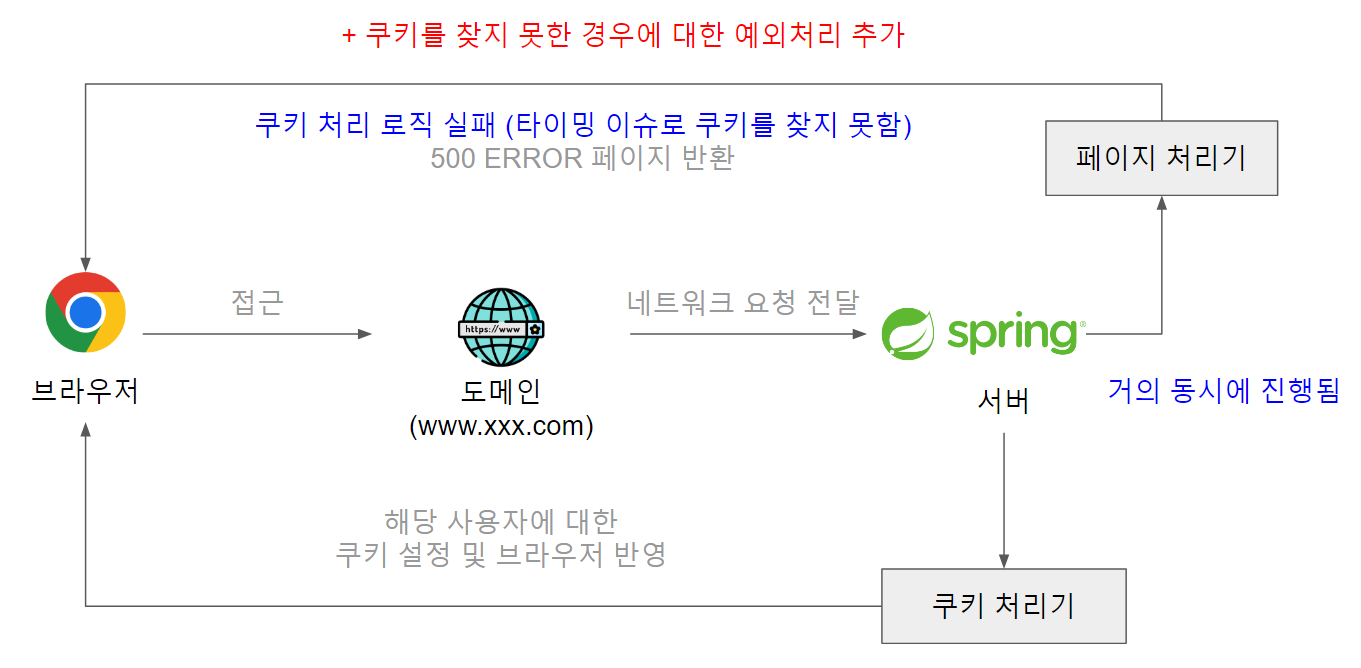 + 쿠키를 찾지 못한 경우에 대한 예외처리 추가
쿠키 처리 로직 실패 (타이밍 이슈로 쿠키를 찾지 못함)
500 ERROR 페이지 반환
페이지 처리기
접근
네트워크 요청 전달
https://www
spring®
브라우저
도메인
(www.xxx.com)
서버
거의 동시에 진행됨
해당 사용자에 대한
쿠키 설정 및 브라우저 반영
쿠키 처리기